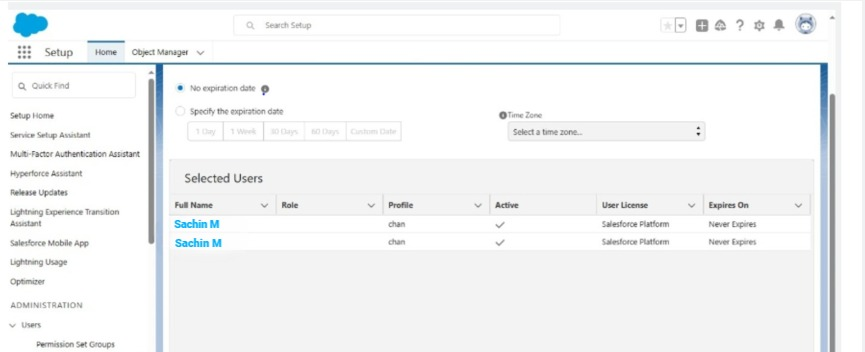 Search Setup
Setup Home Object Manager
Quick Find
Setup Home
Service Setup Assistant
Multi-Factor Authentication Assistant
Hyperforce Assistant
Release Updates
Lightning Experience Transition
Assistant
Salesforce Mobile App
Lightning Usage
Optimizer
ADMINISTRATION
Users
Permission Set Groups
No expiration date
Specify the expiration date
1 Day 1 Week 30 Days 60 Days Custom Date
Time Zone
Select a time zone...
Selected Users
Full Name Role Profile Active User License Expires On
Sachin M chan Salesforce Platform Never Expires
Sachin M chan Salesforce Platform Never Expires